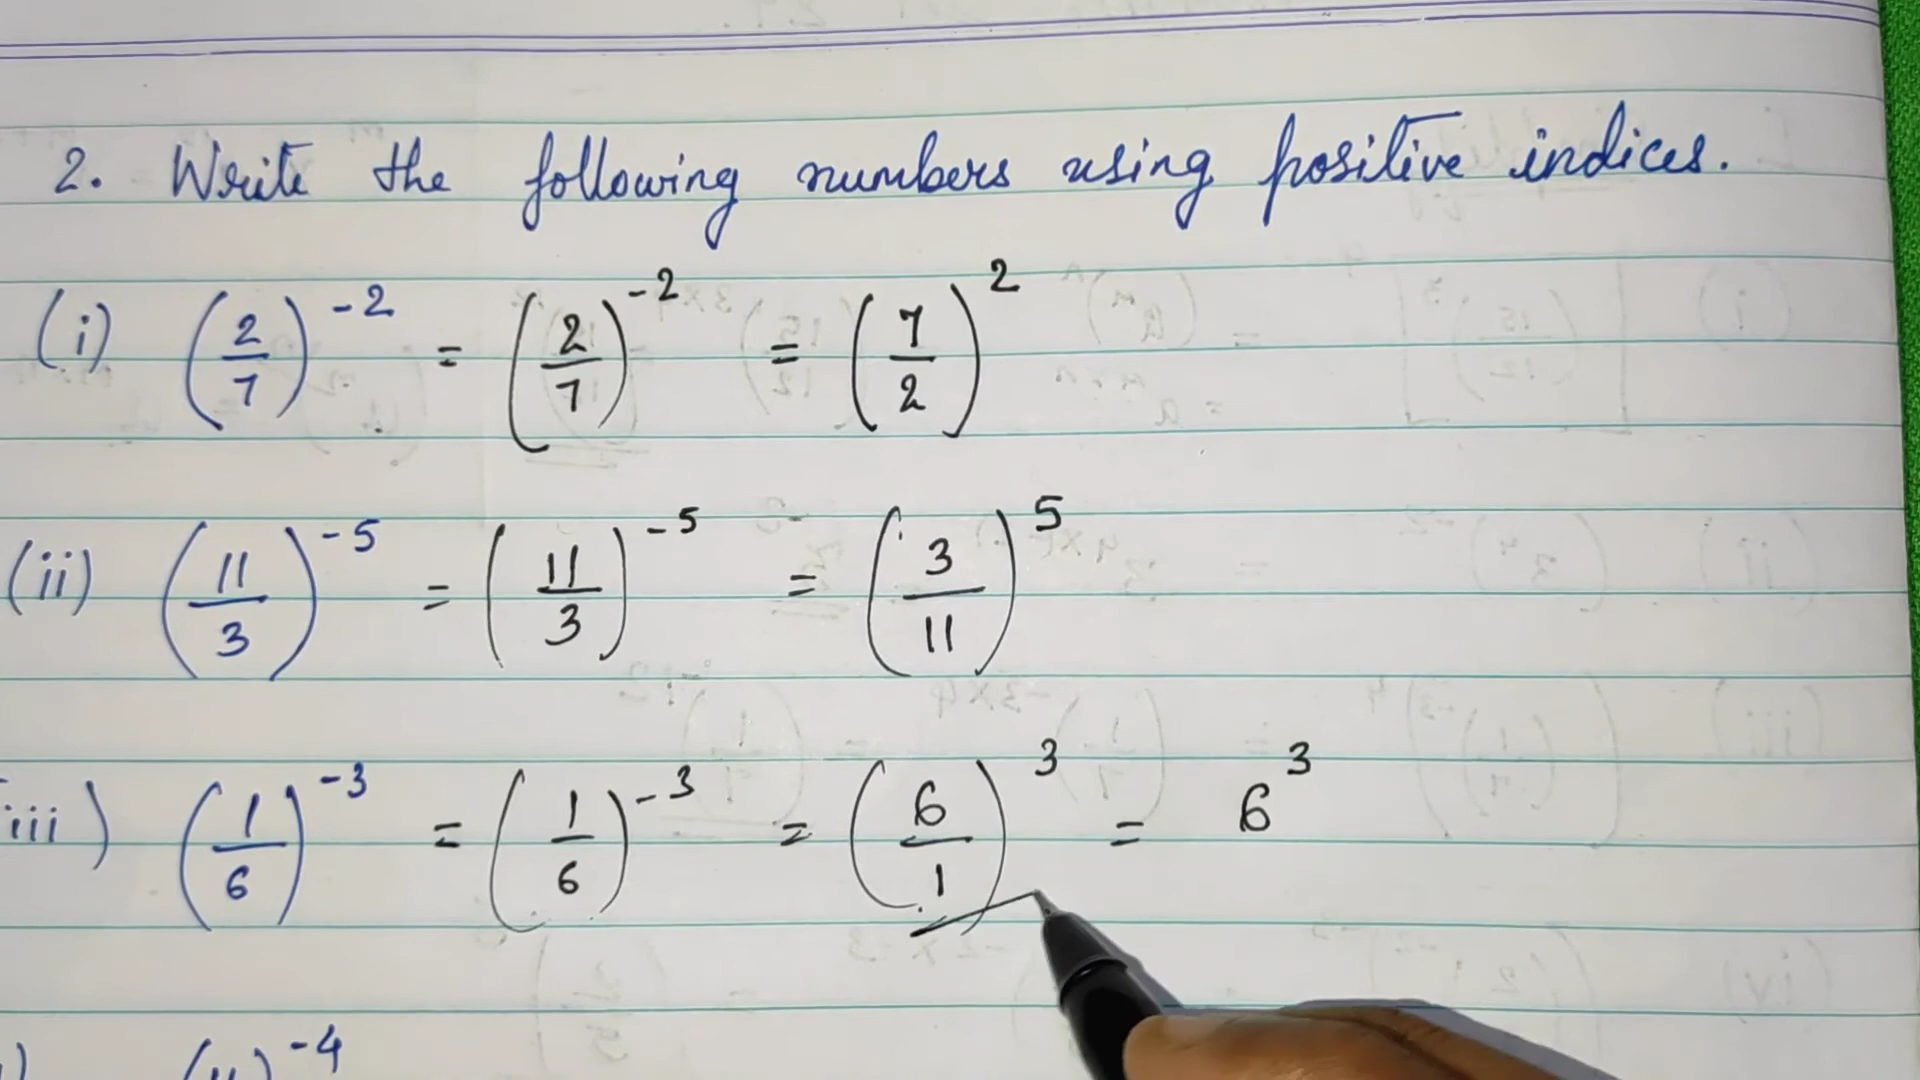 2. Write the following numbers using positive indices.
(i) (2/7)^-2 = (2/7)^-2 = (7/2)^2
(ii) (11/3)^-5 = (11/3)^-5 = (3/11)^5
iii) (1/6)^-3 = (1/6)^-3 = (6/1)^3 = 6^3
) ( )^-4